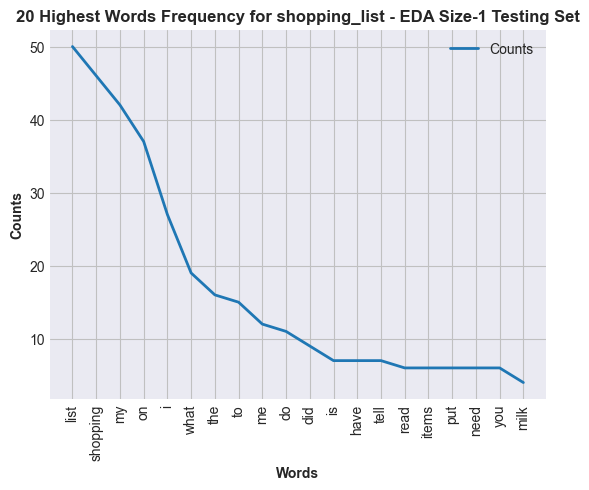 20 Highest Words Frequency for shopping_list - EDA Size-1 Testing Set
Counts
50
40
30
20
10
Counts
list
shopping
my
on
i
what
the
to
me
do
did
is
have
tell
read
items
put
need
you
milk
Words